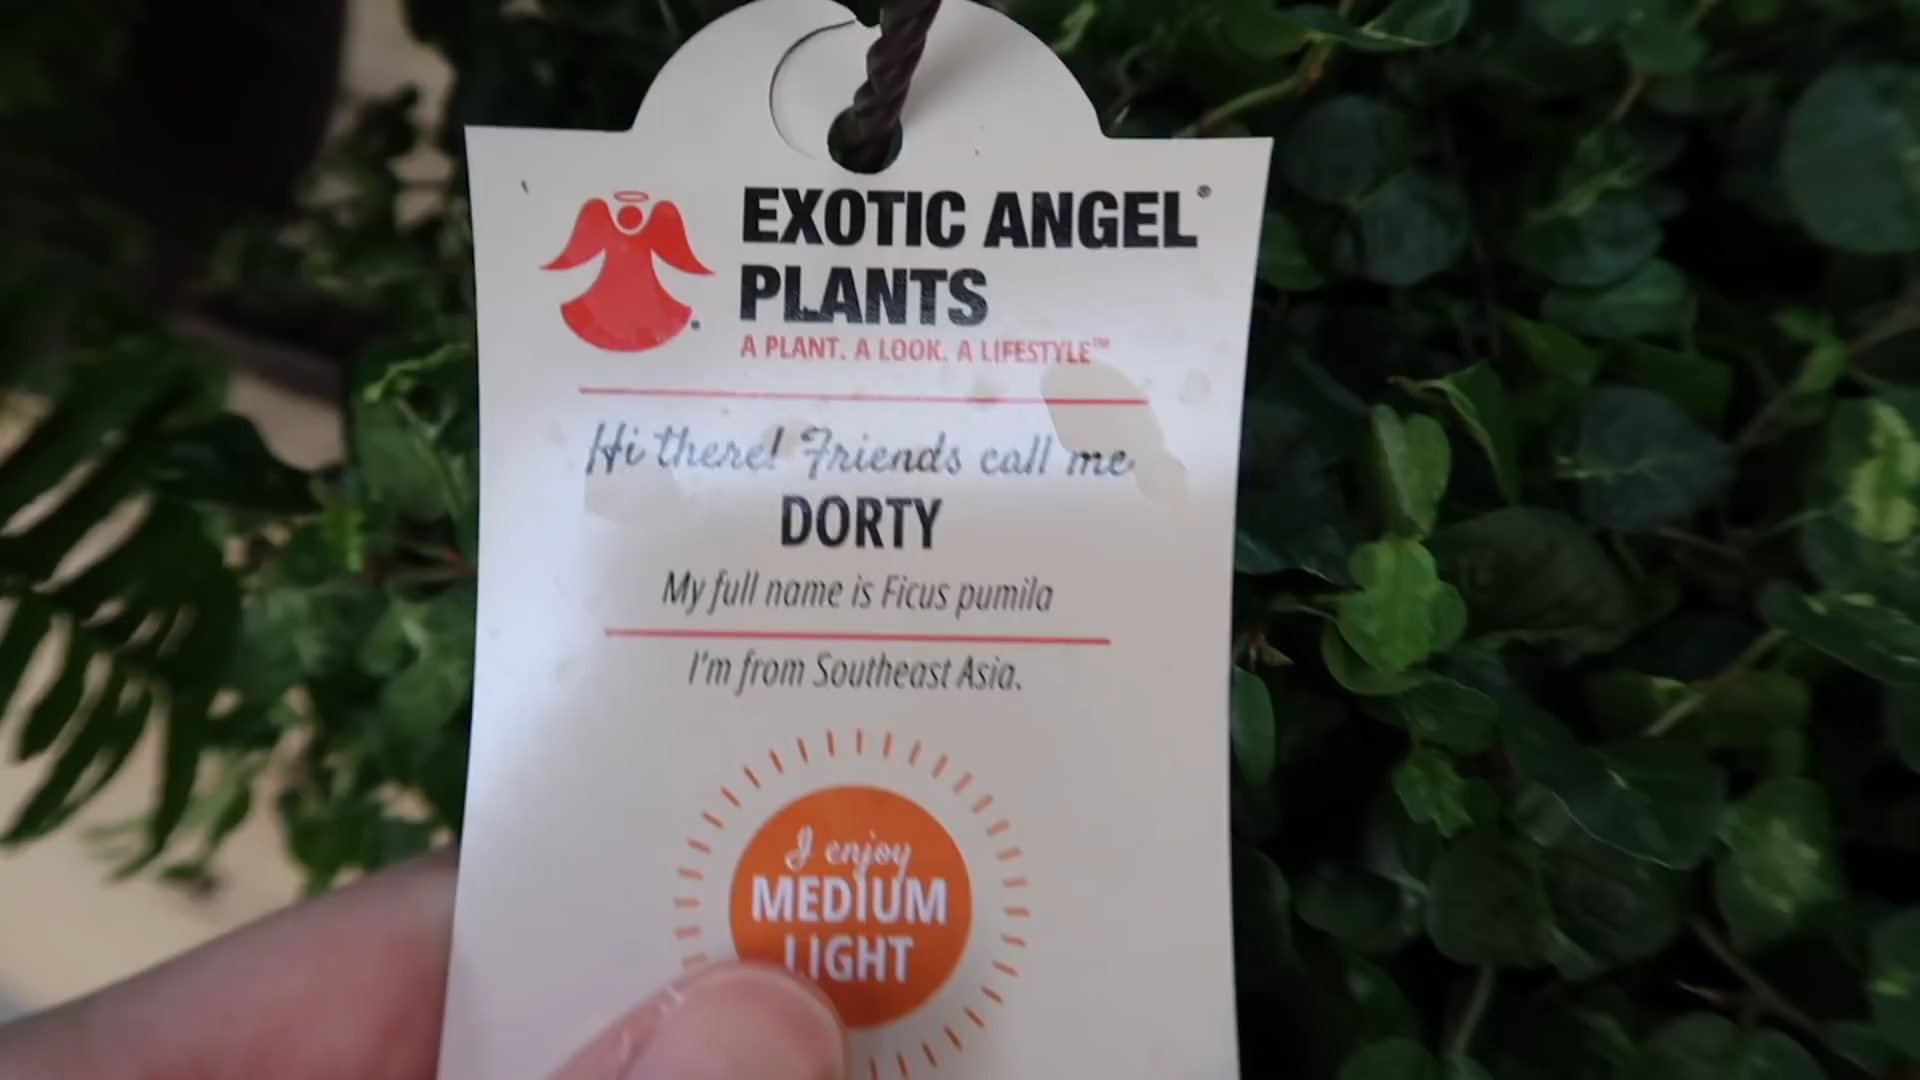 EXOTIC ANGEL®
PLANTS
A PLANT. A LOOK. A LIFESTYLE™
Hi there! Friends call me
DORTY
My full name is Ficus pumila
I'm from Southeast Asia.
I enjoy
MEDIUM
LIGHT